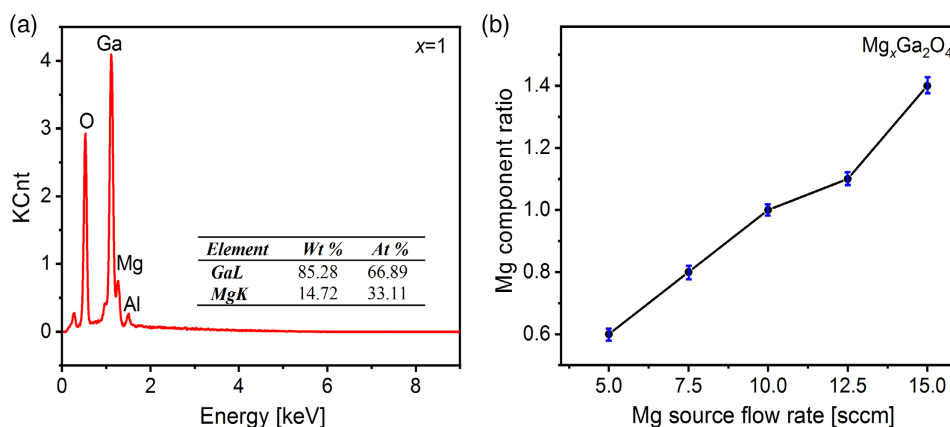 (a)
x=1
Ga
O
Mg
Al
Element Wt % At %
GaL 85.28 66.89
MgK 14.72 33.11
KCnt
4
3
2
1
0
0 2 4 6 8
Energy [keV]
(b)
MgₓGa₂O₄
Mg component ratio
1.4
1.2
1.0
0.8
0.6
5.0 7.5 10.0 12.5 15.0
Mg source flow rate [sccm]